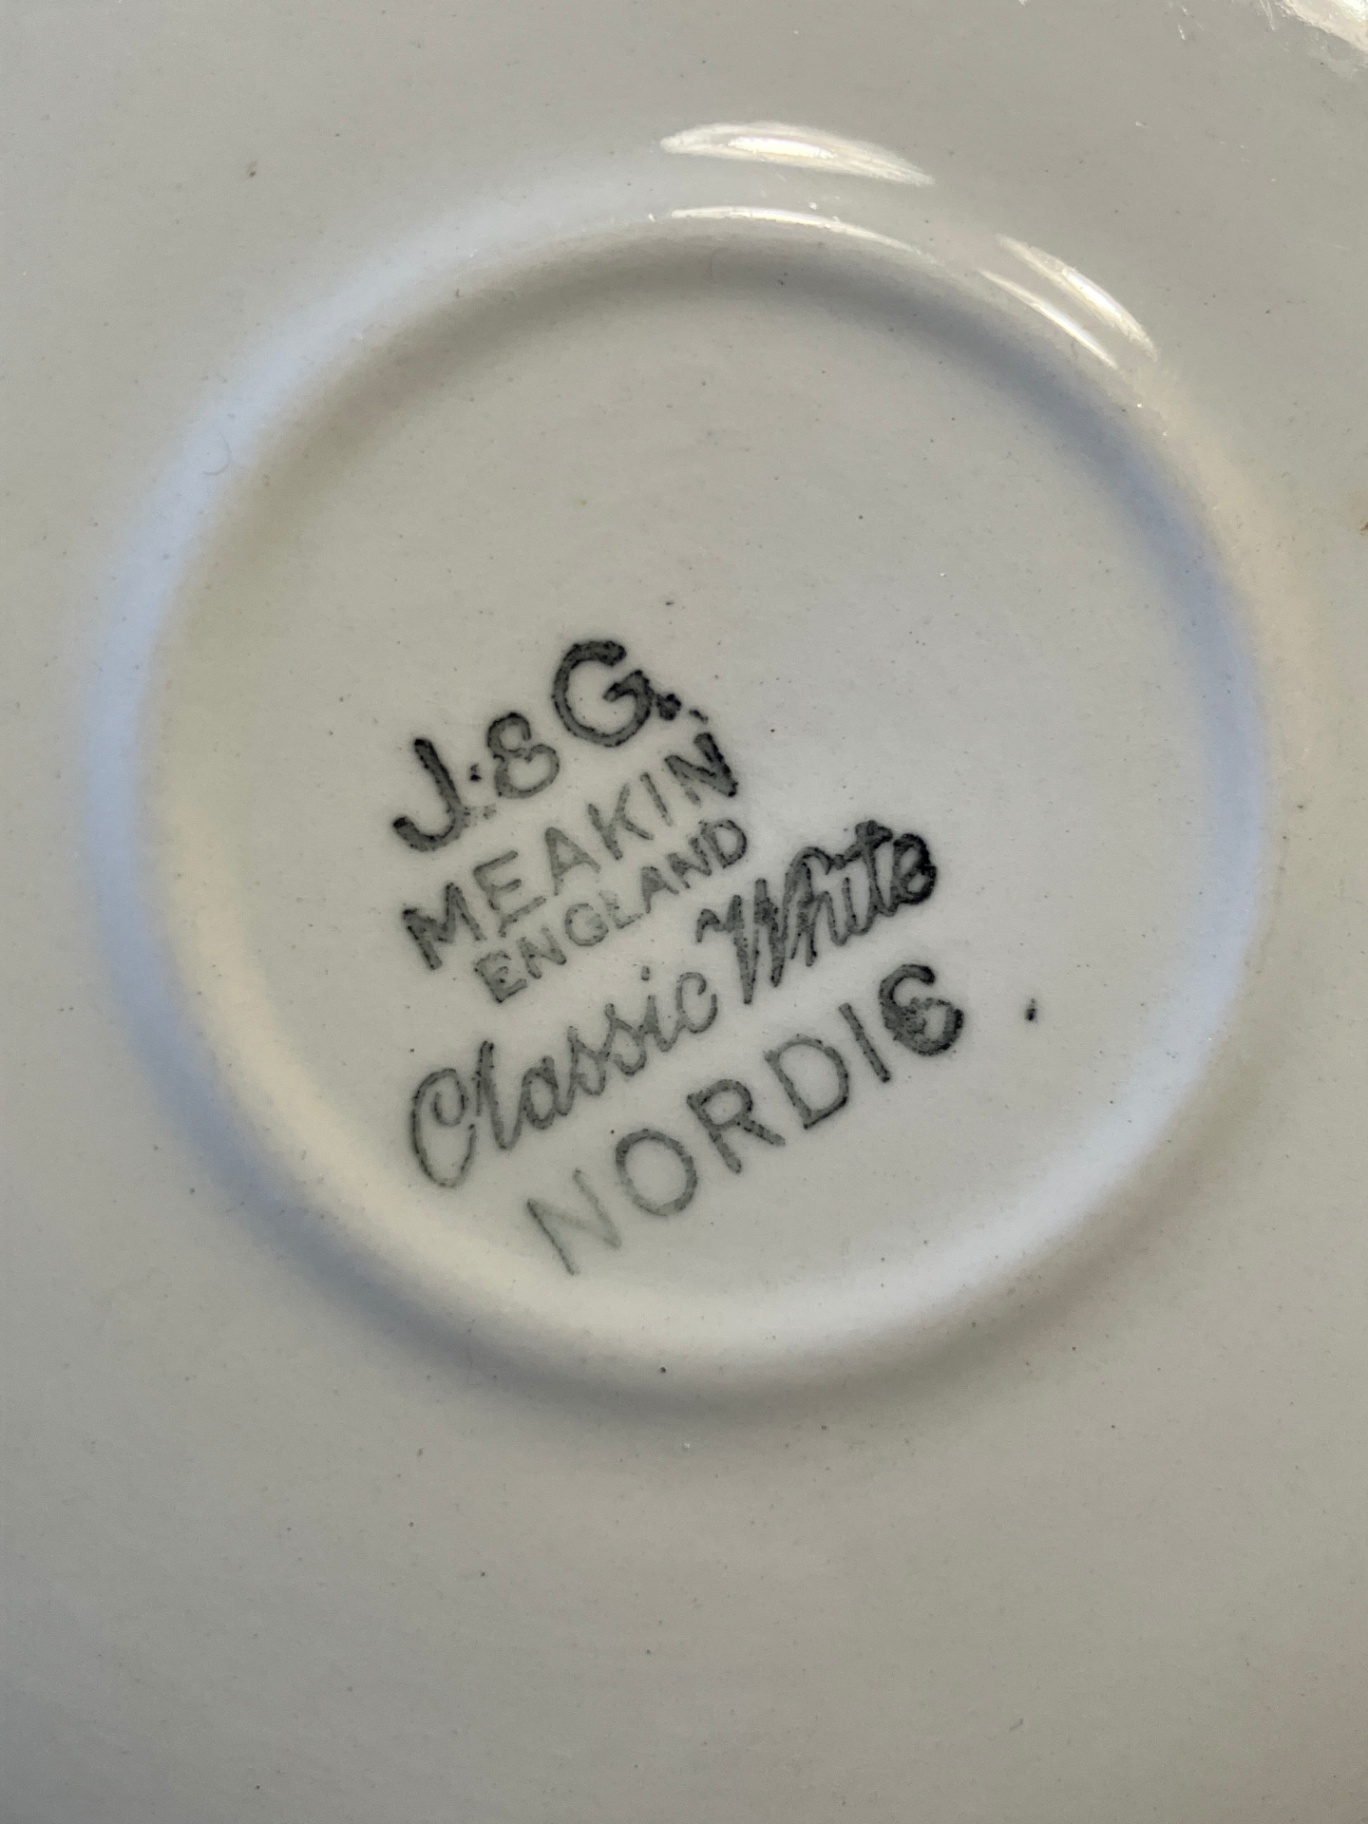 J. & G.
MEAKIN
ENGLAND
Classic White
NORDIC